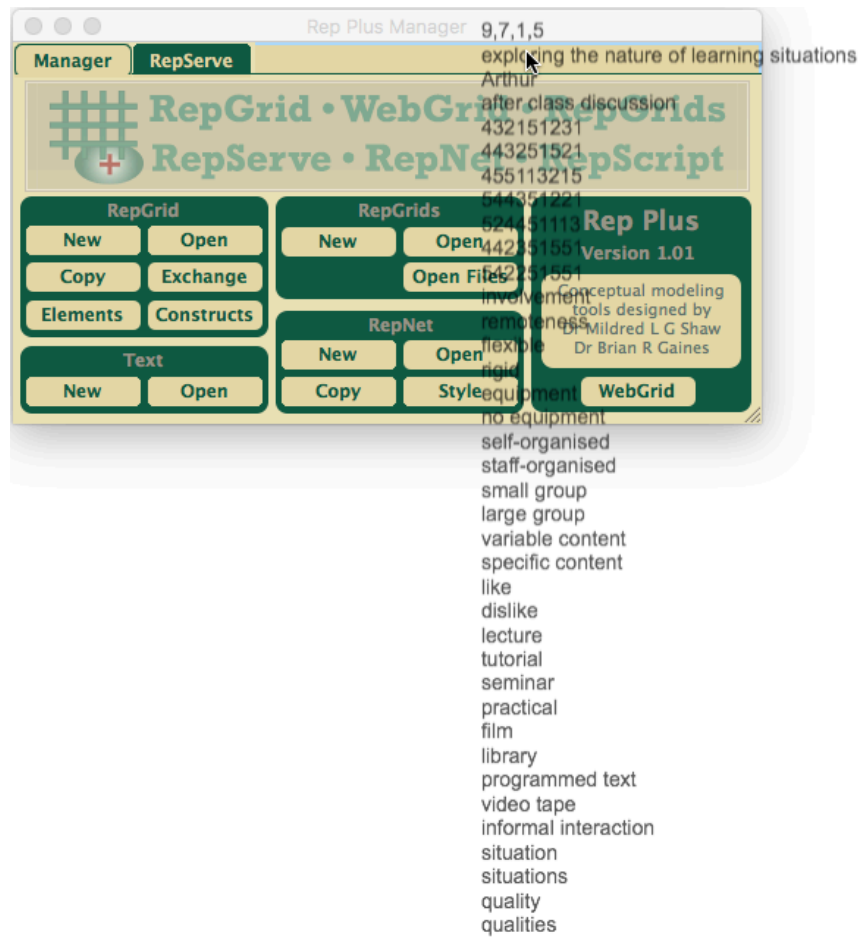 Rep Plus Manager
Manager
RepServe
RepGrid • WebGrid • RepGrids
RepServe • RepNet • RepScript
RepGrid
New Open
Copy Exchange
Elements Constructs
Text
New Open
RepGrids
New Open
Open Files
RepNet
New Open
Copy Style
Rep Plus
Version 1.01
Conceptual modeling
tools designed by
Dr Mildred L G Shaw
Dr Brian R Gaines
WebGrid
9,7,1,5
exploring the nature of learning situations
Arthur
after class discussion
432151231
443251521
455113215
544351221
524451113
442351551
542251551
involvement
remoteness
flexible
rigid
equipment
no equipment
self-organised
staff-organised
small group
large group
variable content
specific content
like
dislike
lecture
tutorial
seminar
practical
film
library
programmed text
video tape
informal interaction
situation
situations
quality
qualities